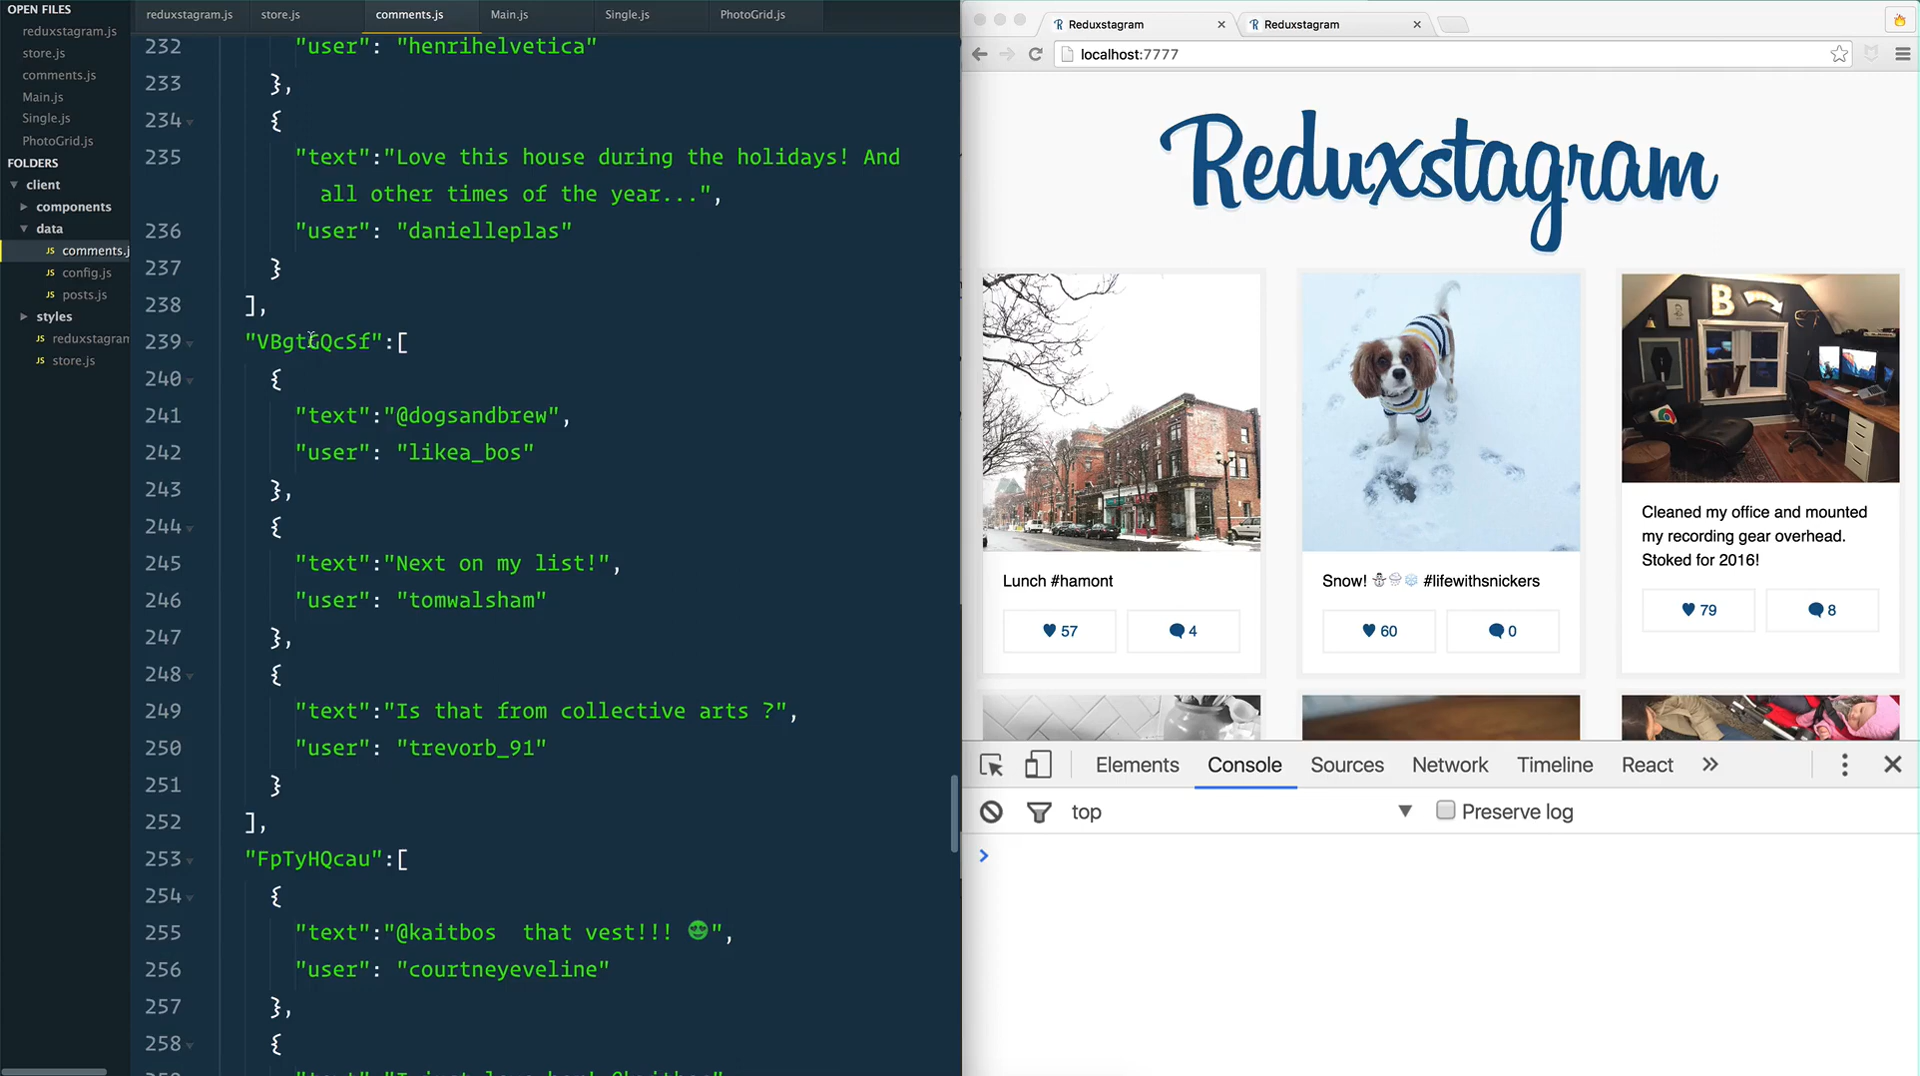 OPEN FILES
reduxstagram.js
store.js
comments.js
Main.js
Single.js
PhotoGrid.js
FOLDERS
client
components
data
JS comments.j
JS config.js
JS posts.js
styles
JS reduxstagran
JS store.js
reduxstagram.js
store.js
comments.js
Main.js
Single.js
PhotoGrid.js
232 "user": "henrihelvetica"
233 },
234 {
235 "text":"Love this house during the holidays! And
all other times of the year...",
236 "user": "danielleplas"
237 }
238 ],
239 "VBgtGQcSf":[
240 {
241 "text":"@dogsandbrew",
242 "user": "likea_bos"
243 },
244 {
245 "text":"Next on my list!",
246 "user": "tomwalsham"
247 },
248 {
249 "text":"Is that from collective arts ?",
250 "user": "trevorb_91"
251 }
252 ],
253 "FpTyHQcau":[
254 {
255 "text":"@kaitbos  that vest!!! 😎",
256 "user": "courtneyeveline"
257 },
258 {
Reduxstagram
Reduxstagram
localhost:7777
Reduxstagram
B
Lunch #hamont
57
4
Snow! ☃🌨❄ #lifewithsnickers
60
0
Cleaned my office and mounted
my recording gear overhead.
Stoked for 2016!
79
8
Elements
Console
Sources
Network
Timeline
React
top
Preserve log